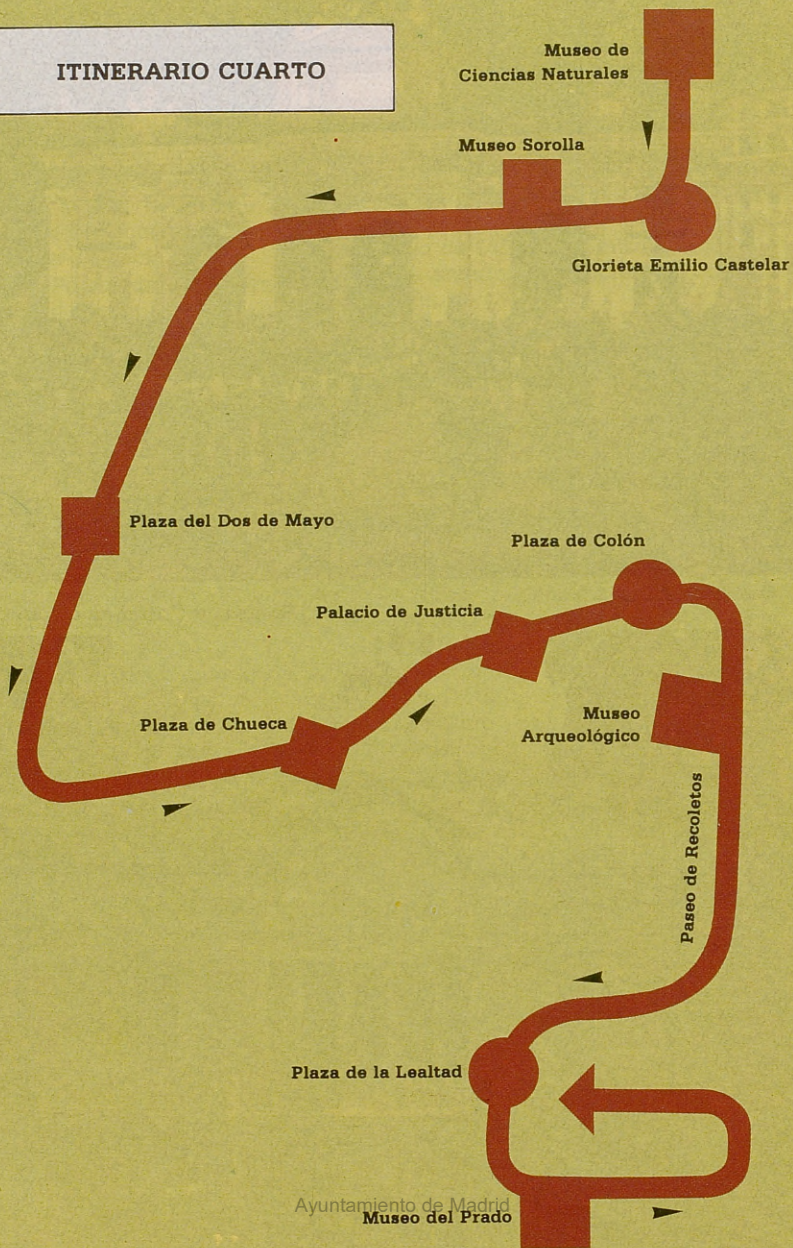 ITINERARIO CUARTO
Museo de
Ciencias Naturales
Museo Sorolla
Glorieta Emilio Castelar
Plaza del Dos de Mayo
Plaza de Colón
Palacio de Justicia
Museo
Arqueológico
Plaza de Chueca
Paseo de Recoletos
Plaza de la Lealtad
Ayuntamiento de Madrid
Museo del Prado